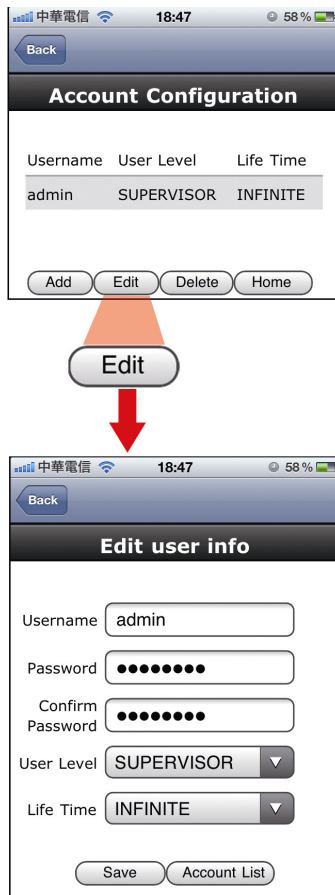 中華電信 18:47 58 %
Back
Account Configuration
Username User Level Life Time
admin SUPERVISOR INFINITE
Add Edit Delete Home
Edit
中華電信 18:47 58 %
Back
Edit user info
Username admin
Password ●●●●●●●●
Confirm
Password ●●●●●●●●
User Level SUPERVISOR
Life Time INFINITE
Save Account List